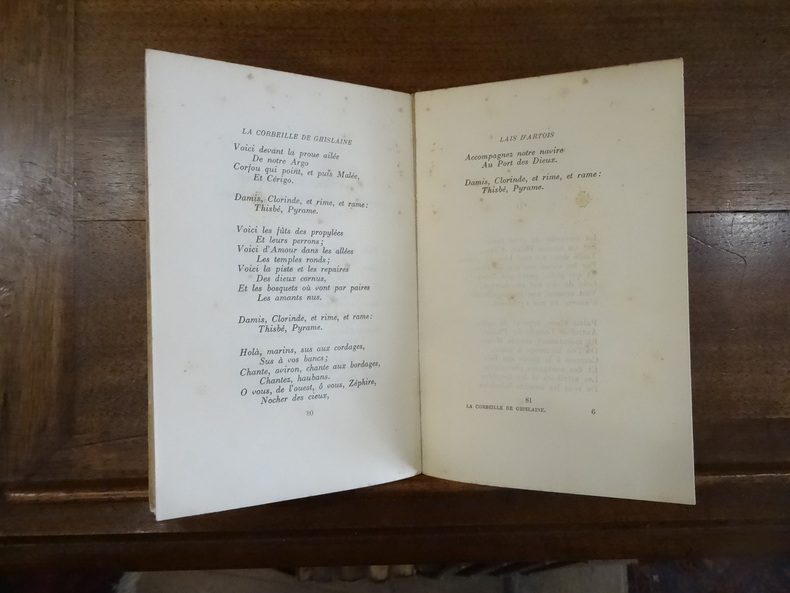 LA CORBEILLE DE GHISLAINE
Voici devant la proue ailée
De notre Argo
Corfou qui point, et puis Malée,
Et Cérigo.
Damis, Clorinde, et rime, et rame :
Thisbé, Pyrame.
Voici les fûts des propylées
Et leurs perrons ;
Voici d'Amour dans les allées
Les temples ronds ;
Voici la piste et les repaires
Des dieux cornus,
Et les bosquets où vont par paires
Les amants nus.
Damis, Clorinde, et rime, et rame :
Thisbé, Pyrame.
Holà, marins, sus aux cordages,
Sus à vos bancs ;
Chante, aviron, chante aux bordages,
Chantez, haubans.
O vous, de l'ouest, ô vous, Zéphire,
Nocher des cieux,
80
LAIS D'ARTOIS
Accompagnez notre navire
Au Port des Dieux.
Damis, Clorinde, et rime, et rame :
Thisbé, Pyrame.
81
LA CORBEILLE DE GHISLAINE. 6